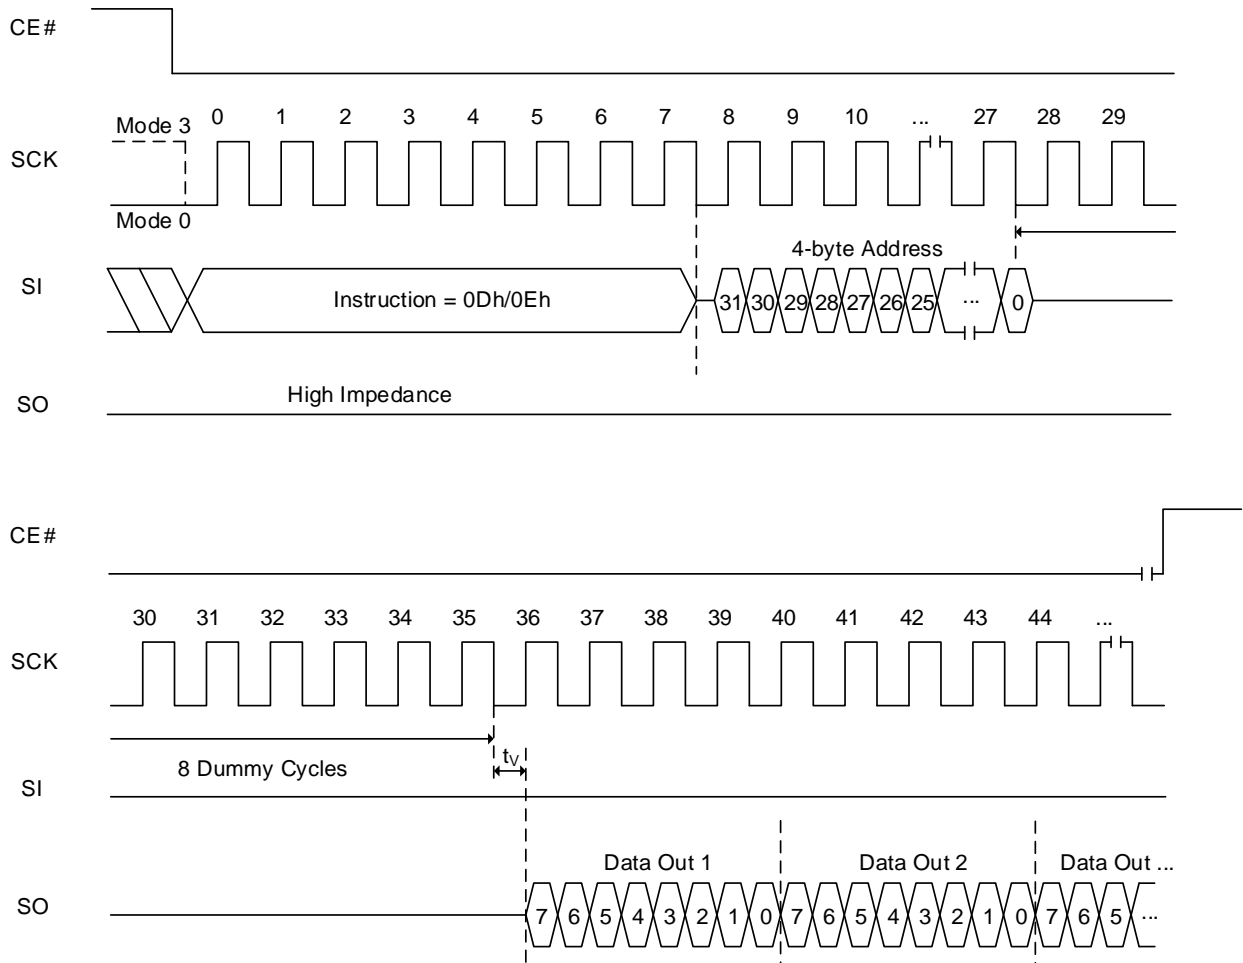 CE#
Mode 3
0 1 2 3 4 5 6 7 8 9 10 ... 27 28 29
SCK
Mode 0
4-byte Address
SI
Instruction = 0Dh/0Eh
31 30 29 28 27 26 25 ... 0
High Impedance
SO
CE#
30 31 32 33 34 35 36 37 38 39 40 41 42 43 44 ...
SCK
tV
8 Dummy Cycles
SI
Data Out 1 Data Out 2 Data Out ...
SO
7 6 5 4 3 2 1 0 7 6 5 4 3 2 1 0 7 6 5 ...